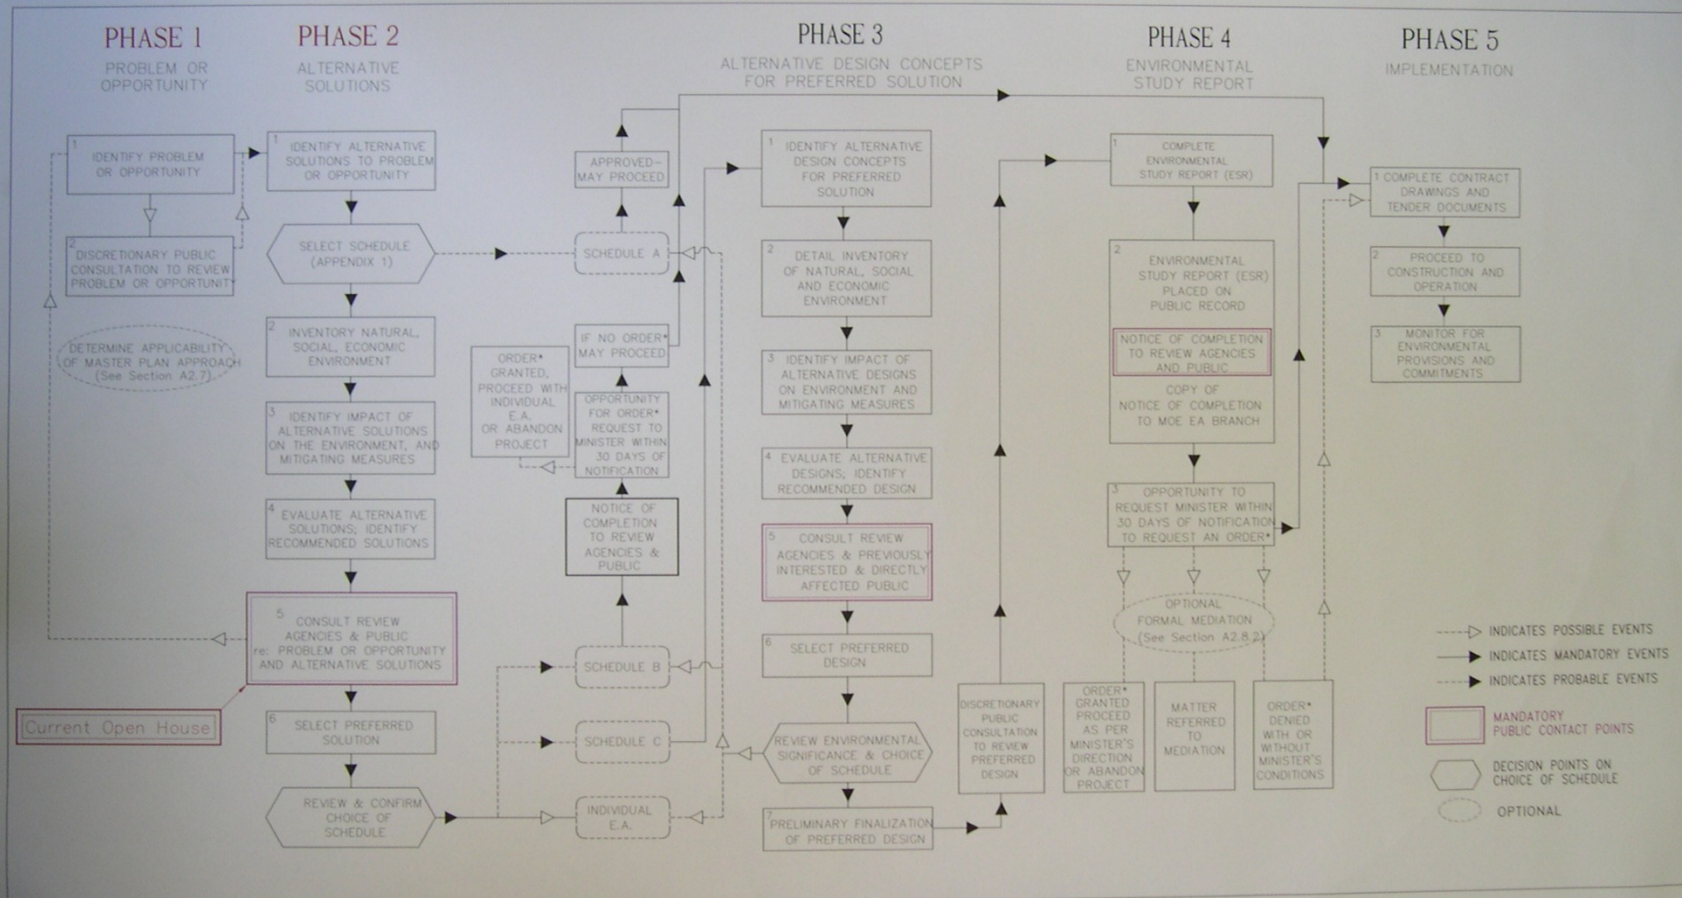 PHASE 1
PROBLEM OR
OPPORTUNITY
1
IDENTIFY PROBLEM
OR OPPORTUNITY
2
DISCRETIONARY PUBLIC
CONSULTATION TO REVIEW
PROBLEM OR OPPORTUNITY
DETERMINE APPLICABILITY
OF MASTER PLAN APPROACH
(See Section A2.7)
Current Open House
PHASE 2
ALTERNATIVE
SOLUTIONS
1
IDENTIFY ALTERNATIVE
SOLUTIONS TO PROBLEM
OR OPPORTUNITY
SELECT SCHEDULE
(APPENDIX 1)
2
INVENTORY NATURAL,
SOCIAL, ECONOMIC
ENVIRONMENT
3
IDENTIFY IMPACT OF
ALTERNATIVE SOLUTIONS
ON THE ENVIRONMENT, AND
MITIGATING MEASURES
4
EVALUATE ALTERNATIVE
SOLUTIONS; IDENTIFY
RECOMMENDED SOLUTIONS
5
CONSULT REVIEW
AGENCIES & PUBLIC
re: PROBLEM OR OPPORTUNITY
AND ALTERNATIVE SOLUTIONS
6
SELECT PREFERRED
SOLUTION
REVIEW & CONFIRM
CHOICE OF
SCHEDULE
APPROVED-
MAY PROCEED
SCHEDULE A
IF NO ORDER*
MAY PROCEED
ORDER*
GRANTED,
PROCEED WITH
INDIVIDUAL
E.A.
OR ABANDON
PROJECT
OPPORTUNITY
FOR ORDER*
REQUEST TO
MINISTER WITHIN
30 DAYS OF
NOTIFICATION
NOTICE OF
COMPLETION
TO REVIEW
AGENCIES &
PUBLIC
SCHEDULE B
SCHEDULE C
INDIVIDUAL
E.A.
PHASE 3
ALTERNATIVE DESIGN CONCEPTS
FOR PREFERRED SOLUTION
1
IDENTIFY ALTERNATIVE
DESIGN CONCEPTS
FOR PREFERRED
SOLUTION
2
DETAIL INVENTORY
OF NATURAL, SOCIAL
AND ECONOMIC
ENVIRONMENT
3
IDENTIFY IMPACT OF
ALTERNATIVE DESIGNS
ON ENVIRONMENT AND
MITIGATING MEASURES
4
EVALUATE ALTERNATIVE
DESIGNS; IDENTIFY
RECOMMENDED DESIGN
5
CONSULT REVIEW
AGENCIES & PREVIOUSLY
INTERESTED & DIRECTLY
AFFECTED PUBLIC
6
SELECT PREFERRED
DESIGN
REVIEW ENVIRONMENTAL
SIGNIFICANCE & CHOICE
OF SCHEDULE
7
PRELIMINARY FINALIZATION
OF PREFERRED DESIGN
DISCRETIONARY
PUBLIC
CONSULTATION
TO REVIEW
PREFERRED
DESIGN
PHASE 4
ENVIRONMENTAL
STUDY REPORT
1
COMPLETE
ENVIRONMENTAL
STUDY REPORT (ESR)
2
ENVIRONMENTAL
STUDY REPORT (ESR)
PLACED ON
PUBLIC RECORD
NOTICE OF COMPLETION
TO REVIEW AGENCIES
AND PUBLIC
COPY OF
NOTICE OF COMPLETION
TO MOE EA BRANCH
3
OPPORTUNITY TO
REQUEST MINISTER WITHIN
30 DAYS OF NOTIFICATION
TO REQUEST AN ORDER*
OPTIONAL
FORMAL MEDIATION
(See Section A2.8.2)
ORDER*
GRANTED
PROCEED
AS PER
MINISTER'S
DIRECTION
OR ABANDON
PROJECT
MATTER
REFERRED
TO
MEDIATION
ORDER*
DENIED
WITH OR
WITHOUT
MINISTER'S
CONDITIONS
PHASE 5
IMPLEMENTATION
1
COMPLETE CONTRACT
DRAWINGS AND
TENDER DOCUMENTS
2
PROCEED TO
CONSTRUCTION AND
OPERATION
3
MONITOR FOR
ENVIRONMENTAL
PROVISIONS AND
COMMITMENTS
INDICATES POSSIBLE EVENTS
INDICATES MANDATORY EVENTS
INDICATES PROBABLE EVENTS
MANDATORY
PUBLIC CONTACT POINTS
DECISION POINTS ON
CHOICE OF SCHEDULE
OPTIONAL